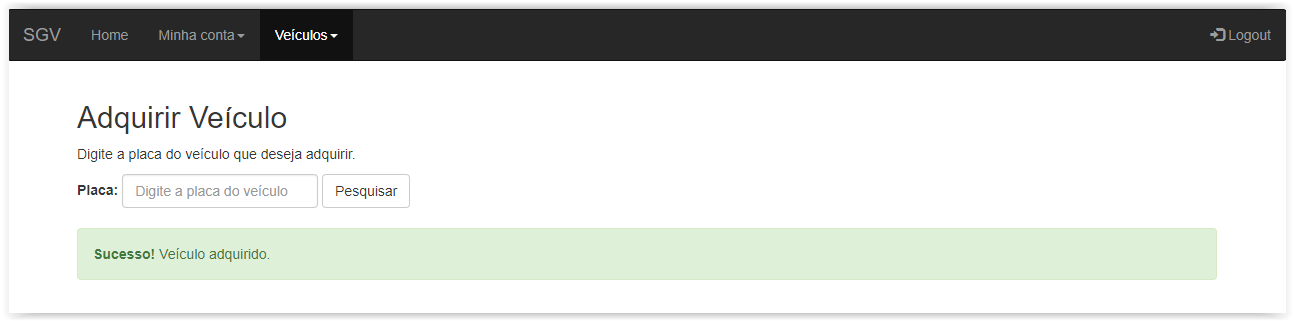 SGV Home Minha conta Veículos Logout
Adquirir Veículo
Digite a placa do veículo que deseja adquirir.
Placa: Digite a placa do veículo Pesquisar
Sucesso! Veículo adquirido.